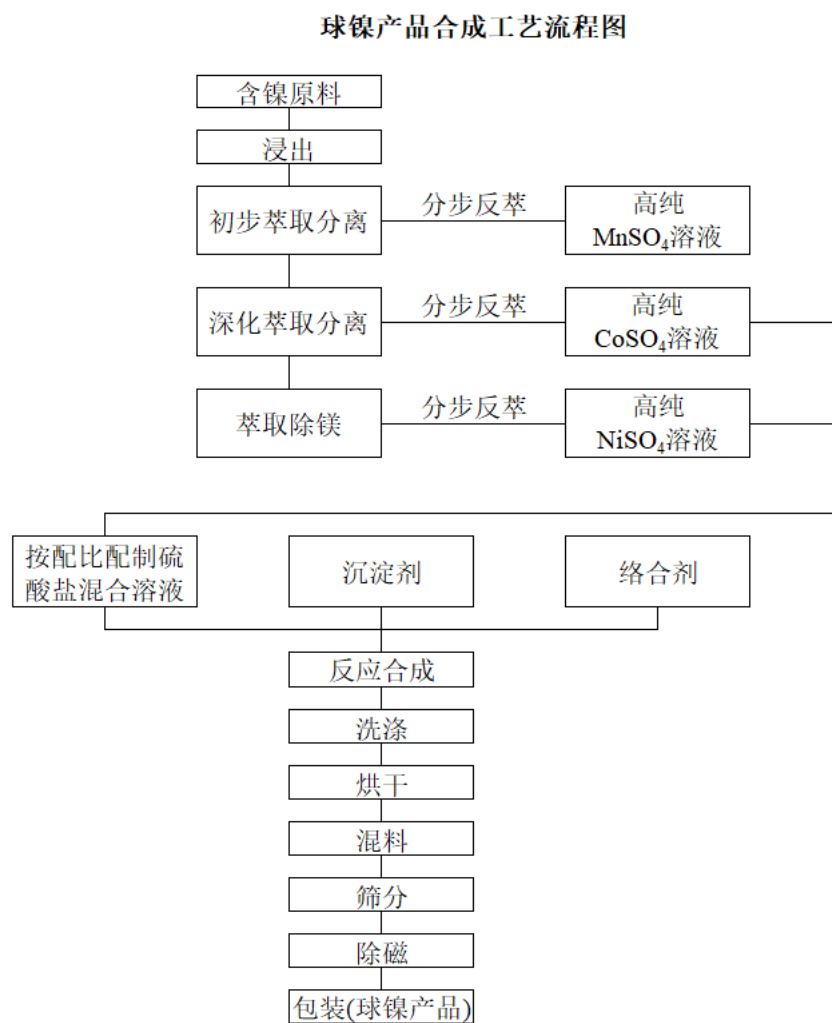 球镍产品合成工艺流程图
含镍原料
浸出
初步萃取分离
分步反萃
高纯
MnSO₄溶液
深化萃取分离
分步反萃
高纯
CoSO₄溶液
萃取除镁
分步反萃
高纯
NiSO₄溶液
按配比配制硫
酸盐混合溶液
沉淀剂
络合剂
反应合成
洗涤
烘干
混料
筛分
除磁
包装(球镍产品)